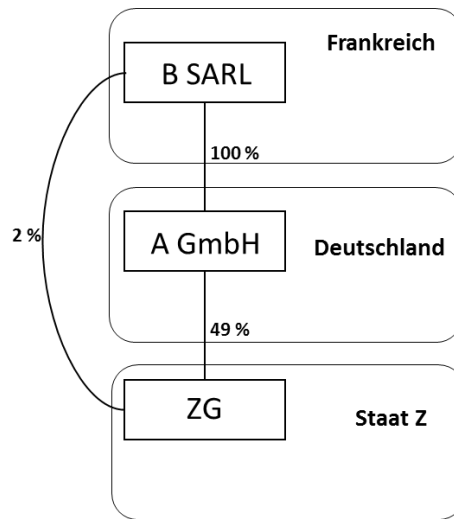 Frankreich
B SARL
100 %
2 %
A GmbH
Deutschland
49 %
ZG
Staat Z